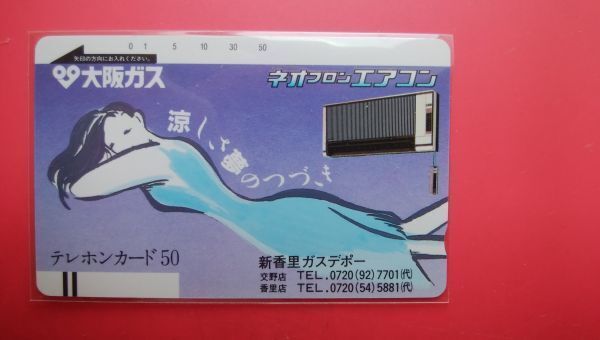 0 1 5 10 30 50
矢印の方向にお入れください。
大阪ガス
ネオフロンエアコン
涼しさ夢のつづき
テレホンカード50
新香里ガスデポー
交野店 TEL.0720(92)7701(代)
香里店 TEL.0720(54)5881(代)